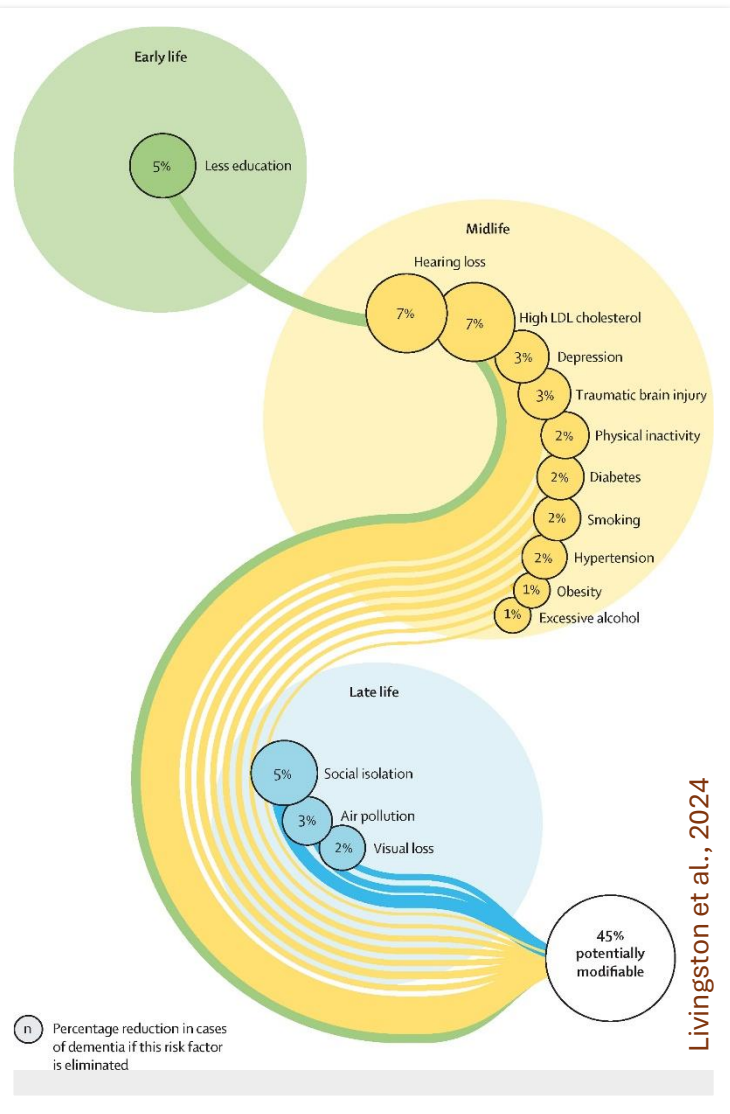 Early life
5%
Less education
Midlife
Hearing loss
7%
7%
High LDL cholesterol
3%
Depression
3%
Traumatic brain injury
2%
Physical inactivity
2%
Diabetes
2%
Smoking
2%
Hypertension
1%
Obesity
1%
Excessive alcohol
Late life
5%
Social isolation
3%
Air pollution
2%
Visual loss
45%
potentially
modifiable
Livingston et al., 2024
n
Percentage reduction in cases
of dementia if this risk factor
is eliminated